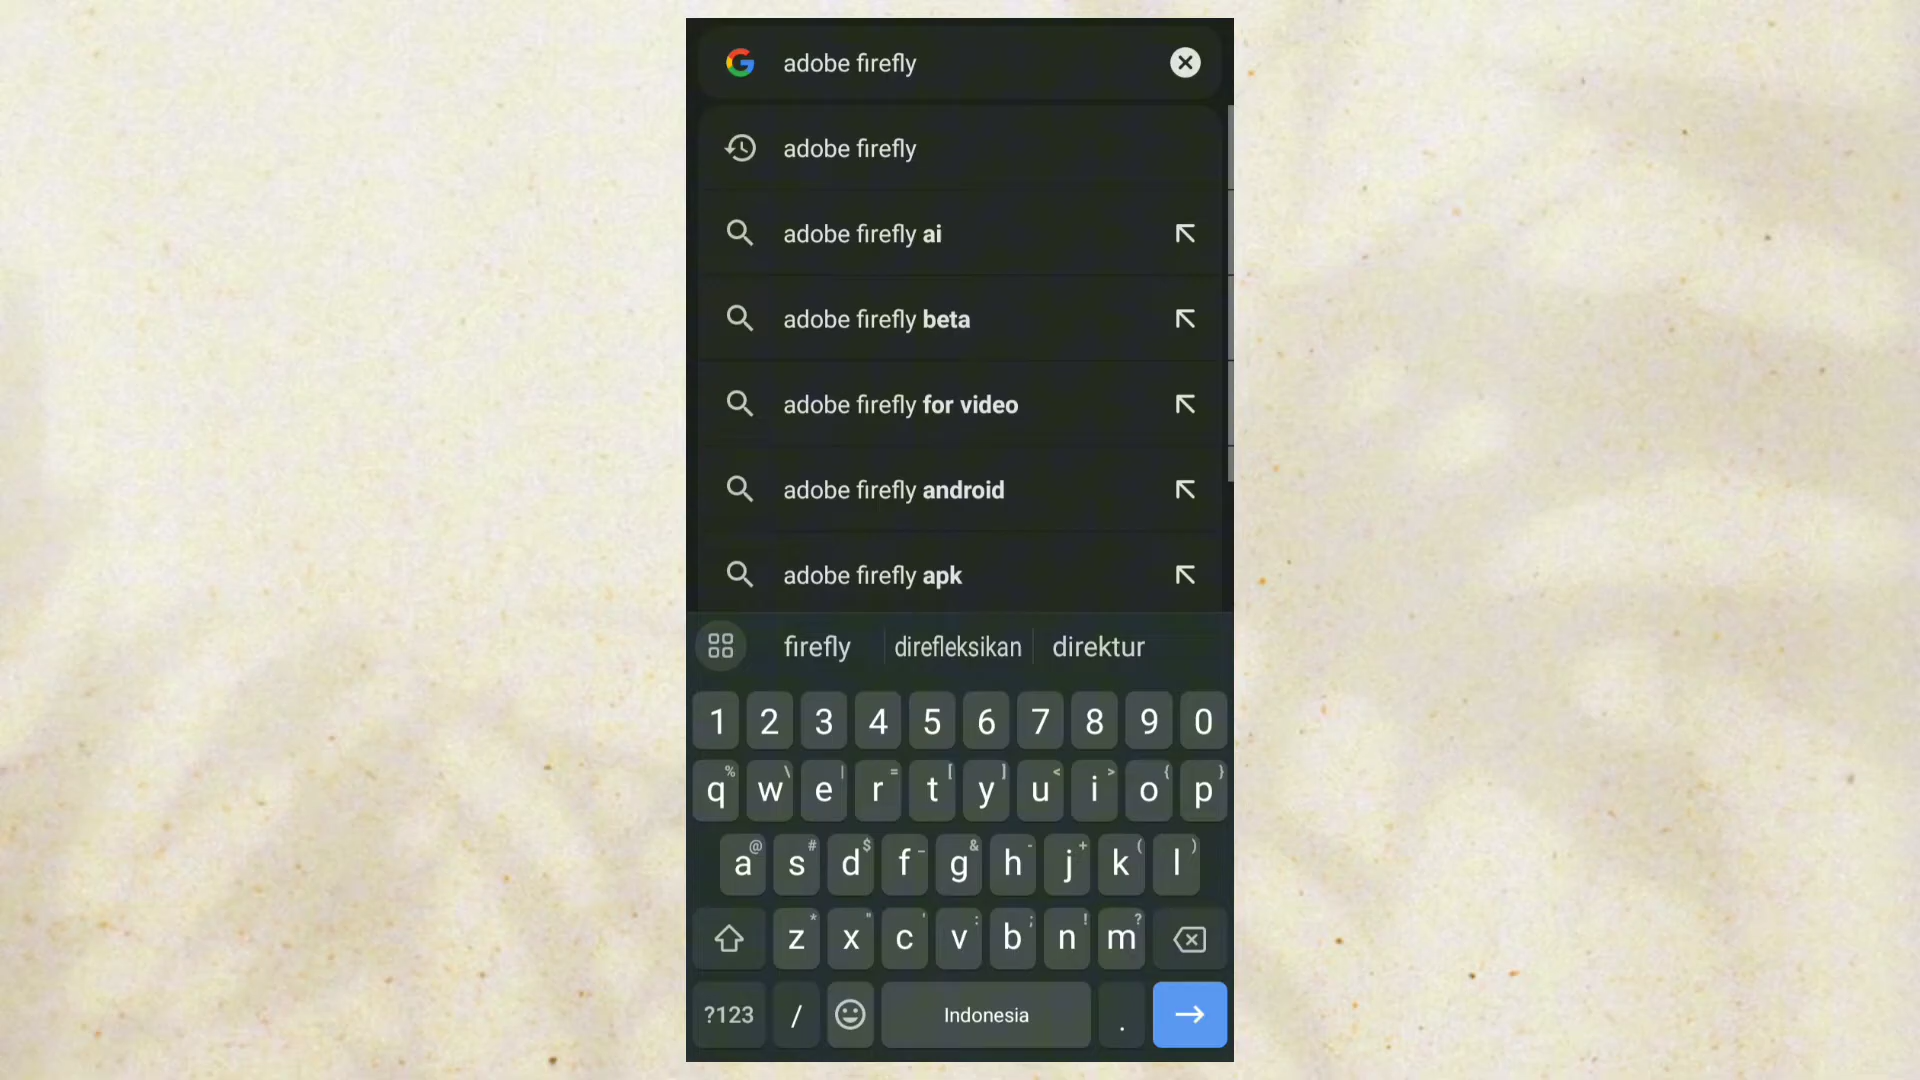 adobe firefly
adobe firefly
adobe firefly ai
adobe firefly beta
adobe firefly for video
adobe firefly android
adobe firefly apk
firefly direfleksikan direktur
1 2 3 4 5 6 7 8 9 0
% \ | = [ ] < > { }
q w e r t y u i o p
@ # $ _ & - + ( )
a s d f g h j k l
* " ' : ; ! ?
z x c v b n m
?123 / Indonesia .